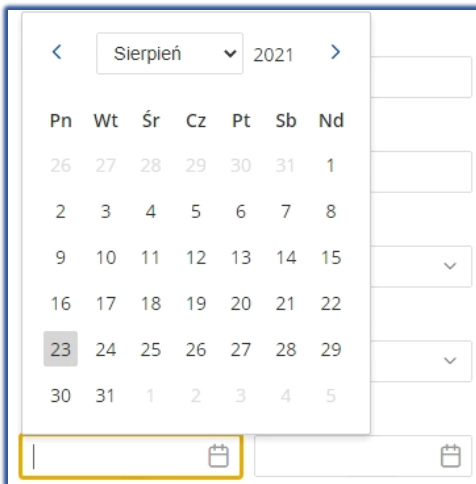 Sierpień 2021
Pn Wt Śr Cz Pt Sb Nd
26 27 28 29 30 31 1
2 3 4 5 6 7 8
9 10 11 12 13 14 15
16 17 18 19 20 21 22
23 24 25 26 27 28 29
30 31 1 2 3 4 5